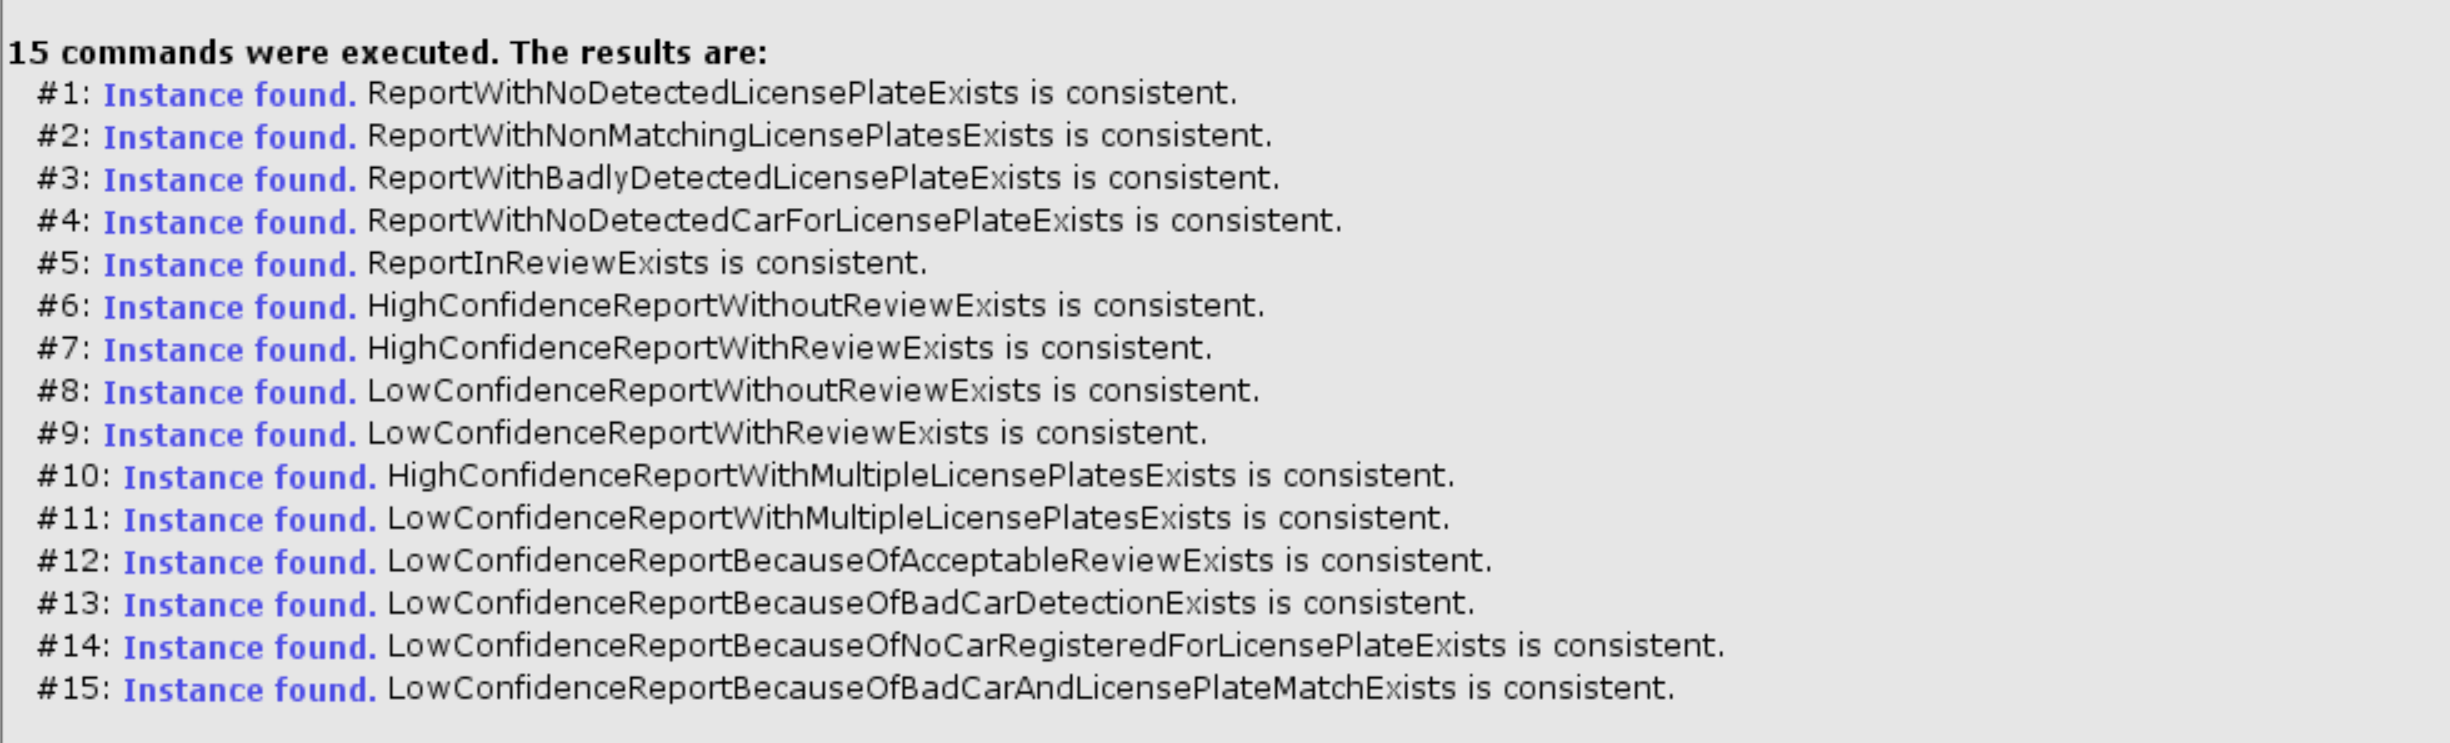 15 commands were executed. The results are:
#1: Instance found. ReportWithNoDetectedLicensePlateExists is consistent.
#2: Instance found. ReportWithNonMatchingLicensePlatesExists is consistent.
#3: Instance found. ReportWithBadlyDetectedLicensePlateExists is consistent.
#4: Instance found. ReportWithNoDetectedCarForLicensePlateExists is consistent.
#5: Instance found. ReportInReviewExists is consistent.
#6: Instance found. HighConfidenceReportWithoutReviewExists is consistent.
#7: Instance found. HighConfidenceReportWithReviewExists is consistent.
#8: Instance found. LowConfidenceReportWithoutReviewExists is consistent.
#9: Instance found. LowConfidenceReportWithReviewExists is consistent.
#10: Instance found. HighConfidenceReportWithMultipleLicensePlatesExists is consistent.
#11: Instance found. LowConfidenceReportWithMultipleLicensePlatesExists is consistent.
#12: Instance found. LowConfidenceReportBecauseOfAcceptableReviewExists is consistent.
#13: Instance found. LowConfidenceReportBecauseOfBadCarDetectionExists is consistent.
#14: Instance found. LowConfidenceReportBecauseOfNoCarRegisteredForLicensePlateExists is consistent.
#15: Instance found. LowConfidenceReportBecauseOfBadCarAndLicensePlateMatchExists is consistent.